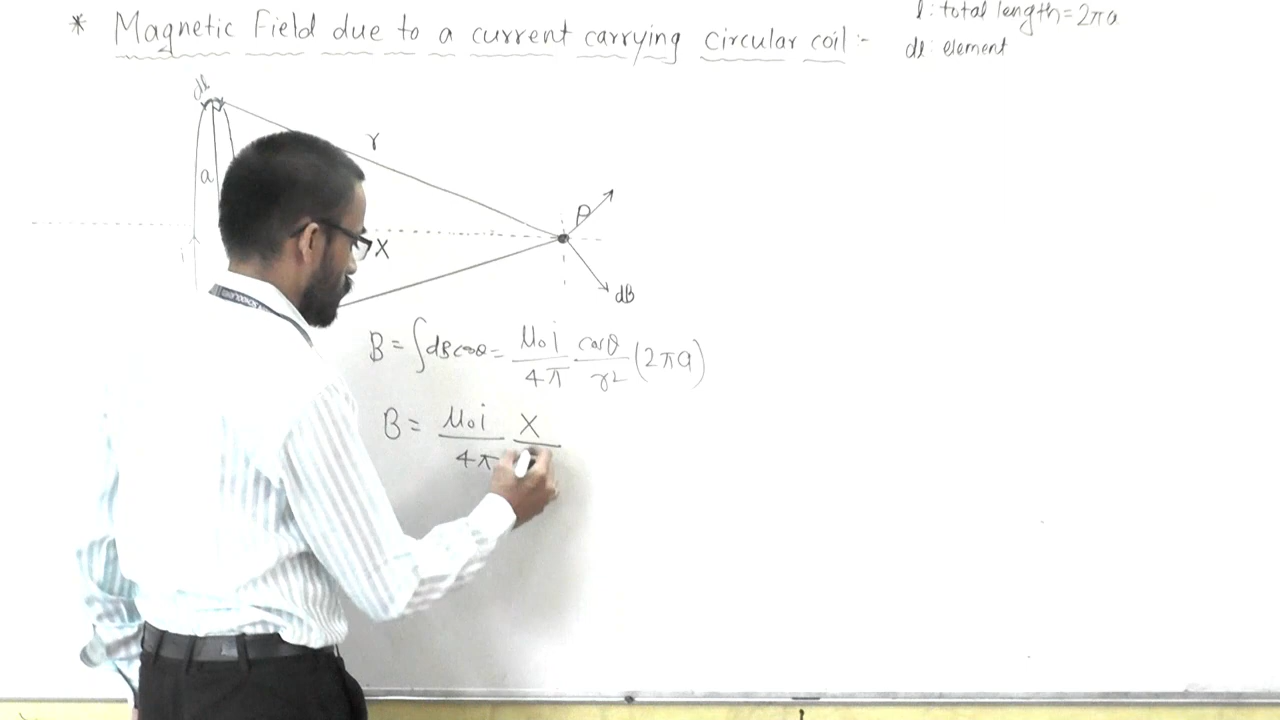 l: total length = 2πa
* Magnetic Field due to a current carrying circular coil :-
dl: element
dl
r
a
P
i
X
dB
B = ∫dB cosθ = μ₀i/4π cosθ/r² (2πa)
B = μ₀i/4π X